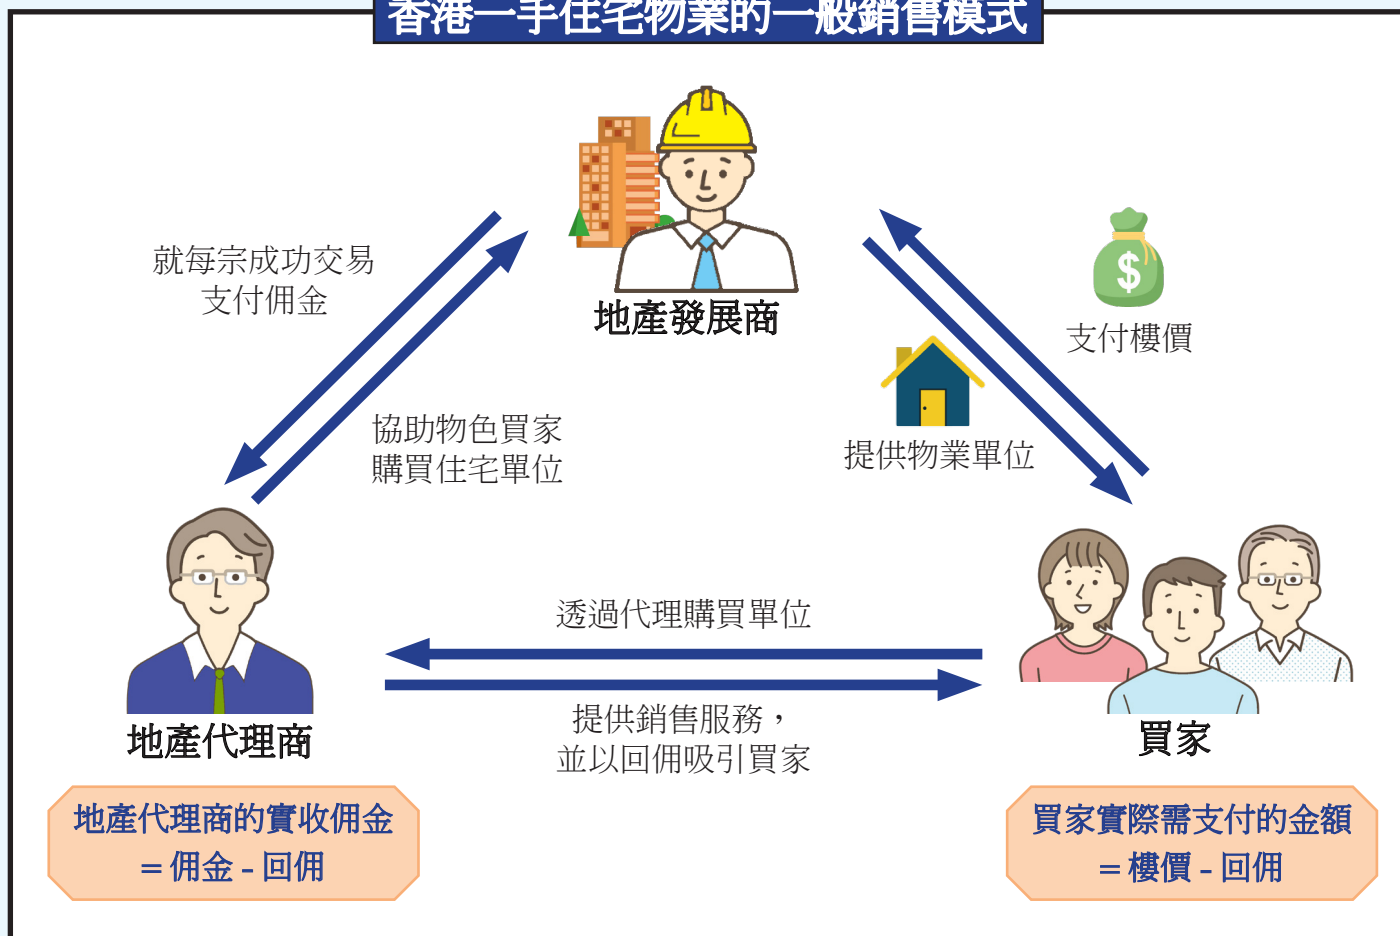 香港一手住宅物業的一般銷售模式
就每宗成功交易
支付佣金
地產發展商
$
支付樓價
協助物色買家
購買住宅單位
提供物業單位
透過代理購買單位
提供銷售服務，
並以回佣吸引買家
地產代理商
買家
地產代理商的實收佣金
= 佣金 - 回佣
買家實際需支付的金額
= 樓價 - 回佣